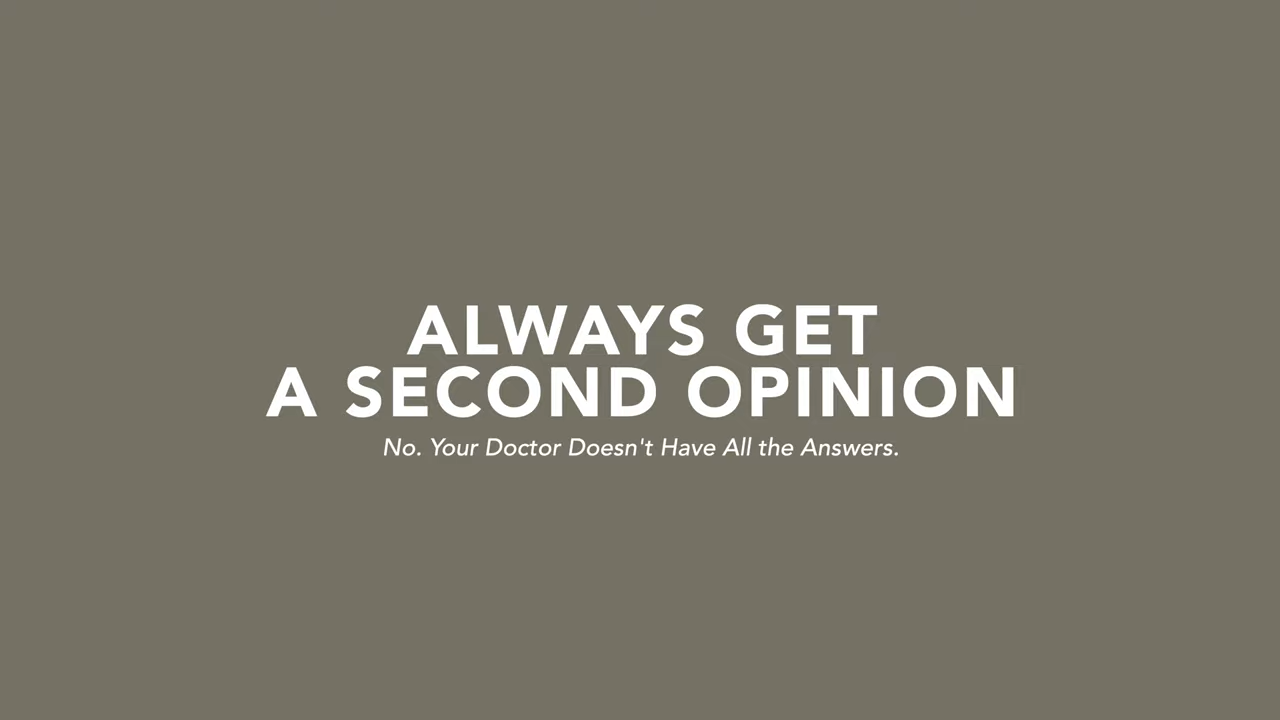 ALWAYS GET
A SECOND OPINION
No. Your Doctor Doesn't Have All the Answers.